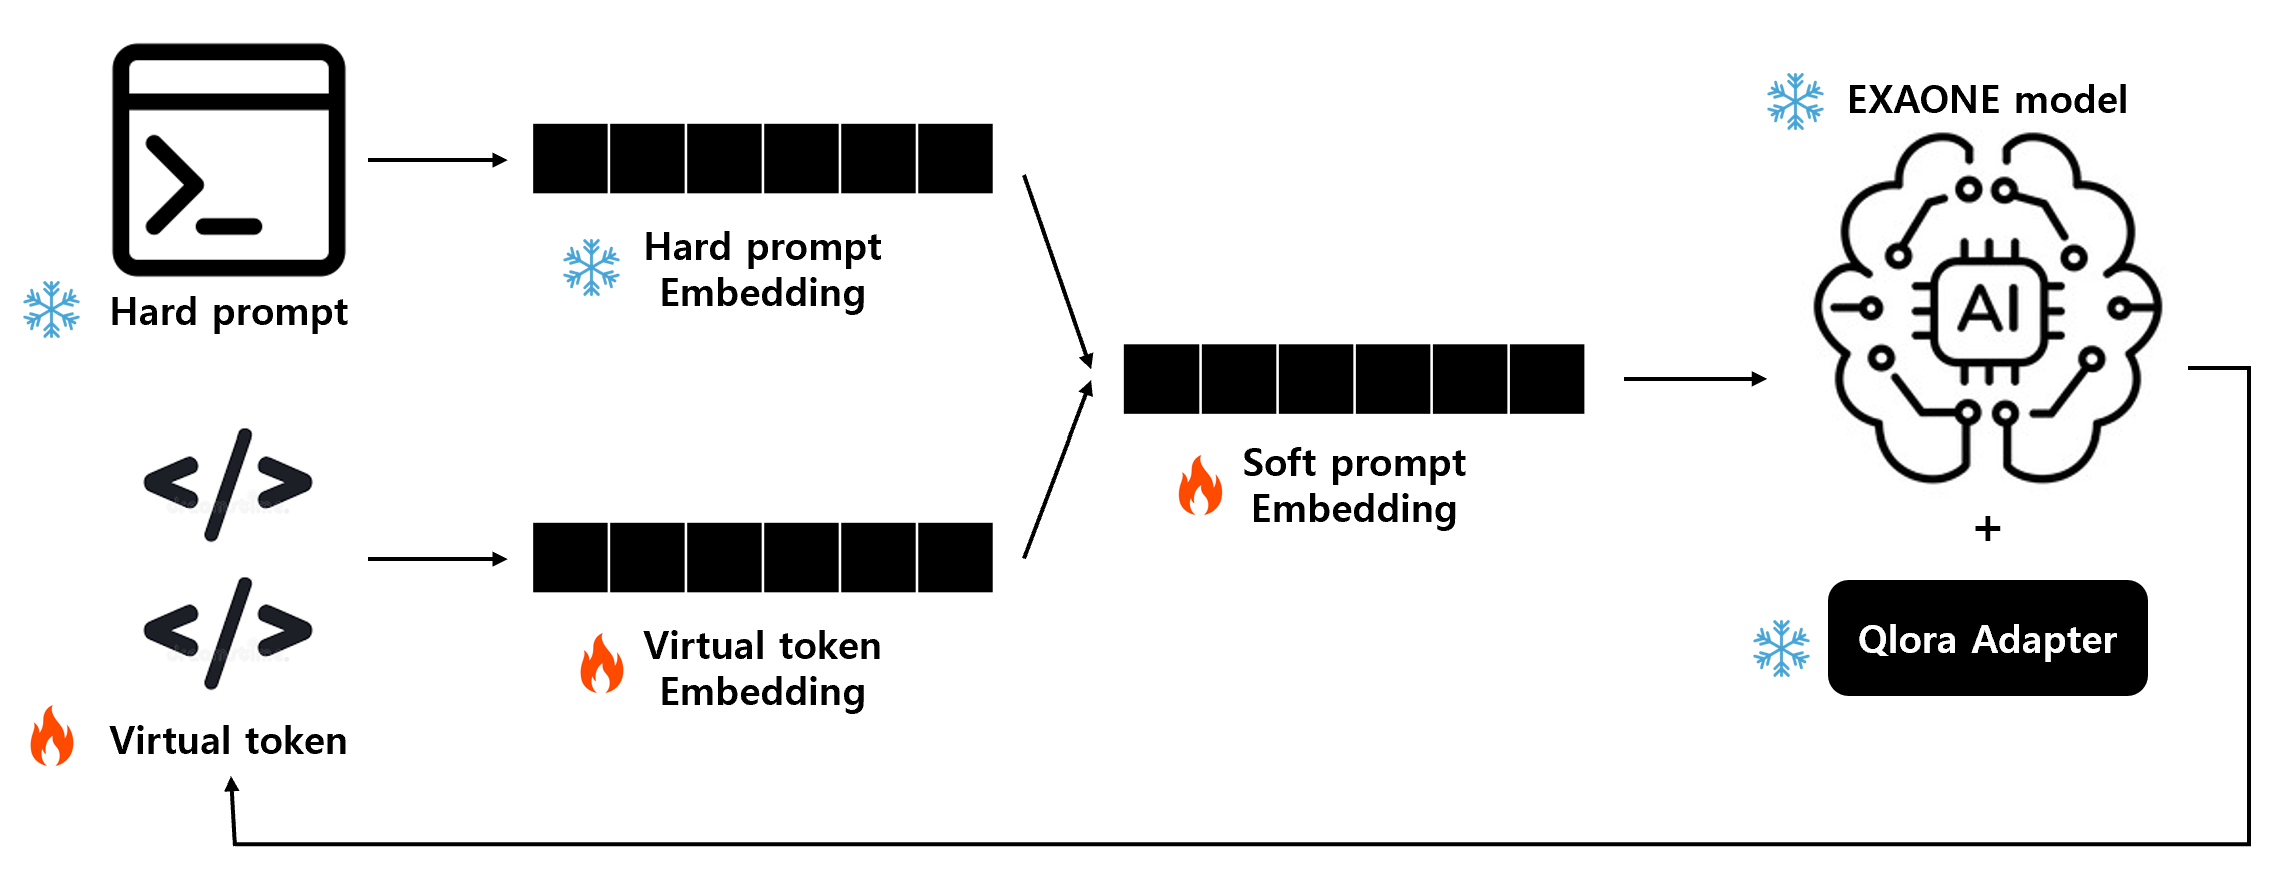 EXAONE model
Hard prompt
Embedding
Hard prompt
AI
Soft prompt
Embedding
+
Qlora Adapter
Virtual token
Embedding
Virtual token